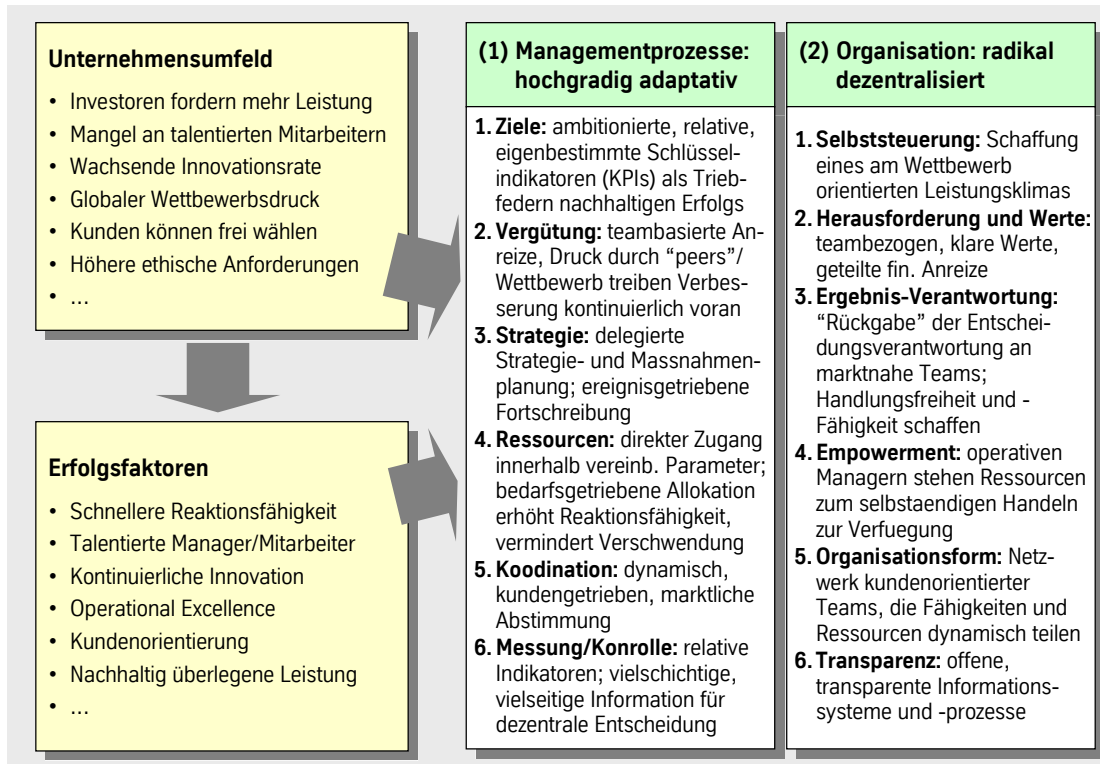 Unternehmensumfeld
• Investoren fordern mehr Leistung
• Mangel an talentierten Mitarbeitern
• Wachsende Innovationsrate
• Globaler Wettbewerbsdruck
• Kunden können frei wählen
• Höhere ethische Anforderungen
• ...
Erfolgsfaktoren
• Schnellere Reaktionsfähigkeit
• Talentierte Manager/Mitarbeiter
• Kontinuierliche Innovation
• Operational Excellence
• Kundenorientierung
• Nachhaltig überlegene Leistung
• ...
(1) Managementprozesse:
hochgradig adaptativ
1. Ziele: ambitionierte, relative,
eigenbestimmte Schlüssel-
indikatoren (KPIs) als Trieb-
federn nachhaltigen Erfolgs
2. Vergütung: teambasierte An-
reize, Druck durch “peers”/
Wettbewerb treiben Verbes-
serung kontinuierlich voran
3. Strategie: delegierte
Strategie- und Massnahmen-
planung; ereignisgetriebene
Fortschreibung
4. Ressourcen: direkter Zugang
innerhalb vereinb. Parameter;
bedarfsgetriebene Allokation
erhöht Reaktionsfähigkeit,
vermindert Verschwendung
5. Koodination: dynamisch,
kundengetrieben, marktliche
Abstimmung
6. Messung/Konrolle: relative
Indikatoren; vielschichtige,
vielseitige Information für
dezentrale Entscheidung
(2) Organisation: radikal
dezentralisiert
1. Selbststeuerung: Schaffung
eines am Wettbewerb
orientierten Leistungsklimas
2. Herausforderung und Werte:
teambezogen, klare Werte,
geteilte fin. Anreize
3. Ergebnis-Verantwortung:
“Rückgabe” der Entschei-
dungsverantwortung an
marktnahe Teams;
Handlungsfreiheit und -
Fähigkeit schaffen
4. Empowerment: operativen
Managern stehen Ressourcen
zum selbstaendigen Handeln
zur Verfuegung
5. Organisationsform: Netz-
werk kundenorientierter
Teams, die Fähigkeiten und
Ressourcen dynamisch teilen
6. Transparenz: offene,
transparente Informations-
systeme und -prozesse